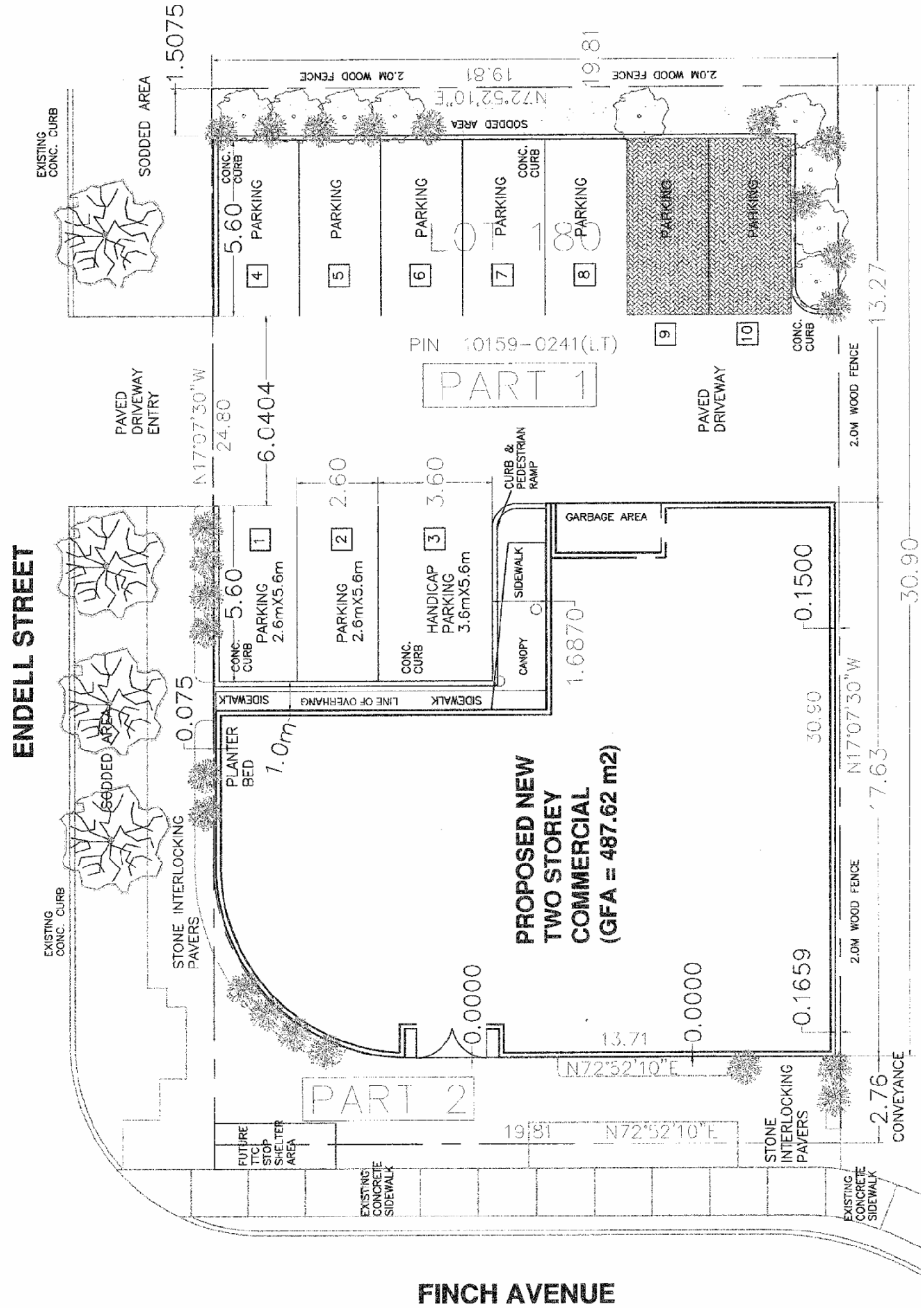 ENDELL STREET
EXISTING
CONC. CURB
SODDED AREA
1.5075
19.81
2.0M WOOD FENCE
19.81
2.0M WOOD FENCE
N72°52'10"E
SODDED AREA
CONC.
CURB
5.60
4
PARKING
5
PARKING
6
PARKING
7
PARKING
CONC.
CURB
8
PARKING
9
PARKING
10
PARKING
LOT 180
13.27
CONC.
CURB
PIN 10159-0241(LT)
PART 1
PAVED
DRIVEWAY
ENTRY
N17°07'30"W
24.80
6.0404
PAVED
DRIVEWAY
2.0M WOOD FENCE
2.60
3.60
CURB &
PEDESTRIAN
RAMP
5.60
CONC.
CURB
1
PARKING
2.6mX5.6m
2
PARKING
2.6mX5.6m
3
HANDICAP
PARKING
3.6mX5.6m
CONC.
CURB
SIDEWALK
CANOPY
GARBAGE AREA
1.6870
0.1500
30.90
30.90
N17°07'30"W
17.63
SIDEWALK
LINE OF OVERHANG
SIDEWALK
0.075
1.0m
PLANTER
BED
SODDED AREA
STONE INTERLOCKING
PAVERS
EXISTING
CONC. CURB
PROPOSED NEW
TWO STOREY
COMMERCIAL
(GFA = 487.62 m2)
2.0M WOOD FENCE
0.0000
0.0000
0.1659
13.71
N72°52'10"E
PART 2
2.76
CONVEYANCE
19.81
N72°52'10"E
STONE
INTERLOCKING
PAVERS
FUTURE
TTC
STOP
SHELTER
AREA
EXISTING
CONCRETE
SIDEWALK
EXISTING
CONCRETE
SIDEWALK
FINCH AVENUE